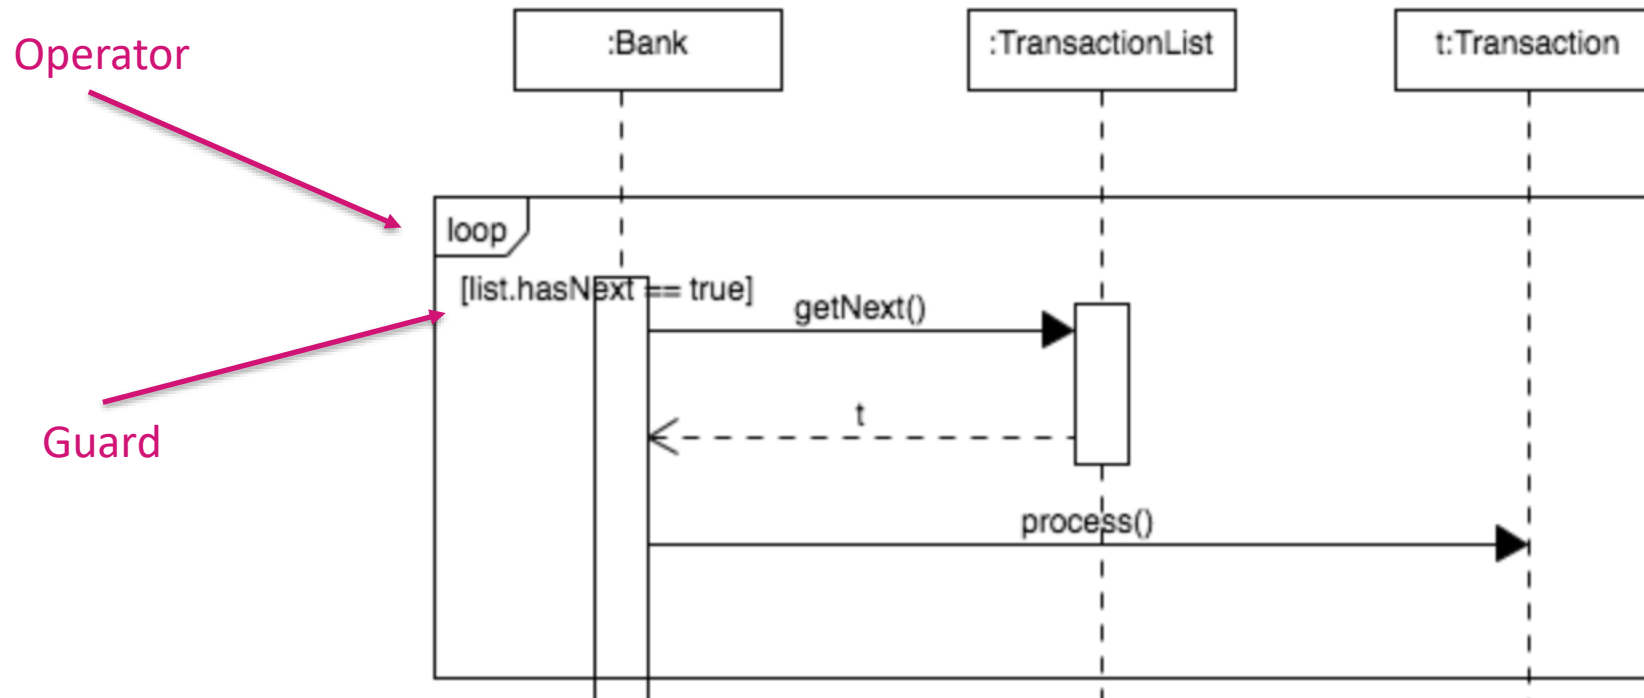 Operator
:Bank
:TransactionList
t:Transaction
loop
[list.hasNext == true]
getNext()
t
Guard
process()